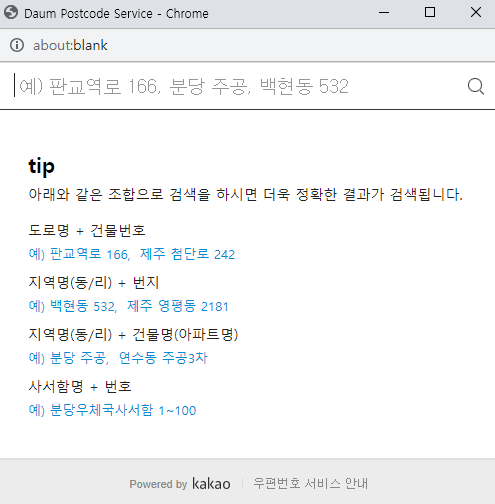 Daum Postcode Service - Chrome
about:blank
예) 판교역로 166, 분당 주공, 백현동 532
tip
아래와 같은 조합으로 검색을 하시면 더욱 정확한 결과가 검색됩니다.
도로명 + 건물번호
예) 판교역로 166, 제주 첨단로 242
지역명(동/리) + 번지
예) 백현동 532, 제주 영평동 2181
지역명(동/리) + 건물명(아파트명)
예) 분당 주공, 연수동 주공3차
사서함명 + 번호
예) 분당우체국사서함 1~100
Powered by kakao 우편번호 서비스 안내